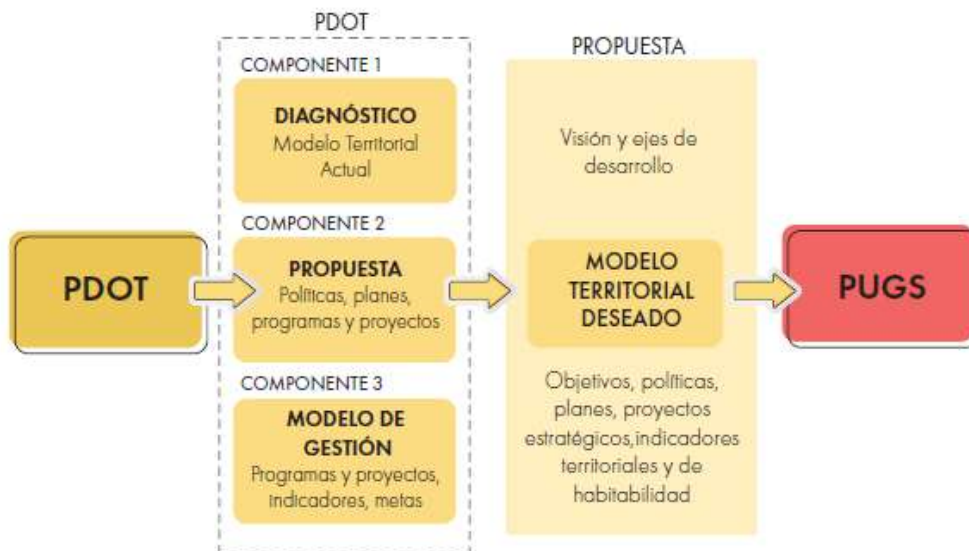 PDOT
PDOT
COMPONENTE 1
DIAGNÓSTICO
Modelo Territorial
Actual
COMPONENTE 2
PROPUESTA
Políticas, planes,
programas y proyectos
COMPONENTE 3
MODELO DE
GESTIÓN
Programas y proyectos,
indicadores, metas
PROPUESTA
Visión y ejes de
desarrollo
MODELO
TERRITORIAL
DESEADO
Objetivos, políticas,
planes, proyectos
estratégicos,indicadores
territoriales y de
habitabilidad
PUGS